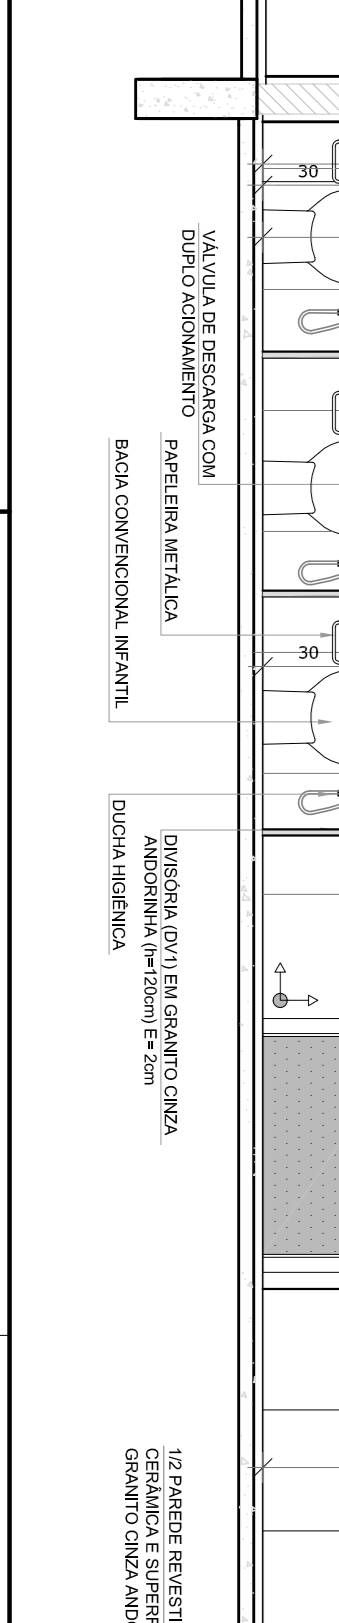 30
VÁLVULA DE DESCARGA COM
DUPLO ACIONAMENTO
PAPELEIRA METÁLICA
BACIA CONVENCIONAL INFANTIL
30
DUCHA HIGIÊNICA
DIVISÓRIA (DV1) EM GRANITO CINZA
ANDORINHA (h=120cm) E= 2cm
1/2 PAREDE REVESTI
CERÂMICA E SUPERF
GRANITO CINZA AND